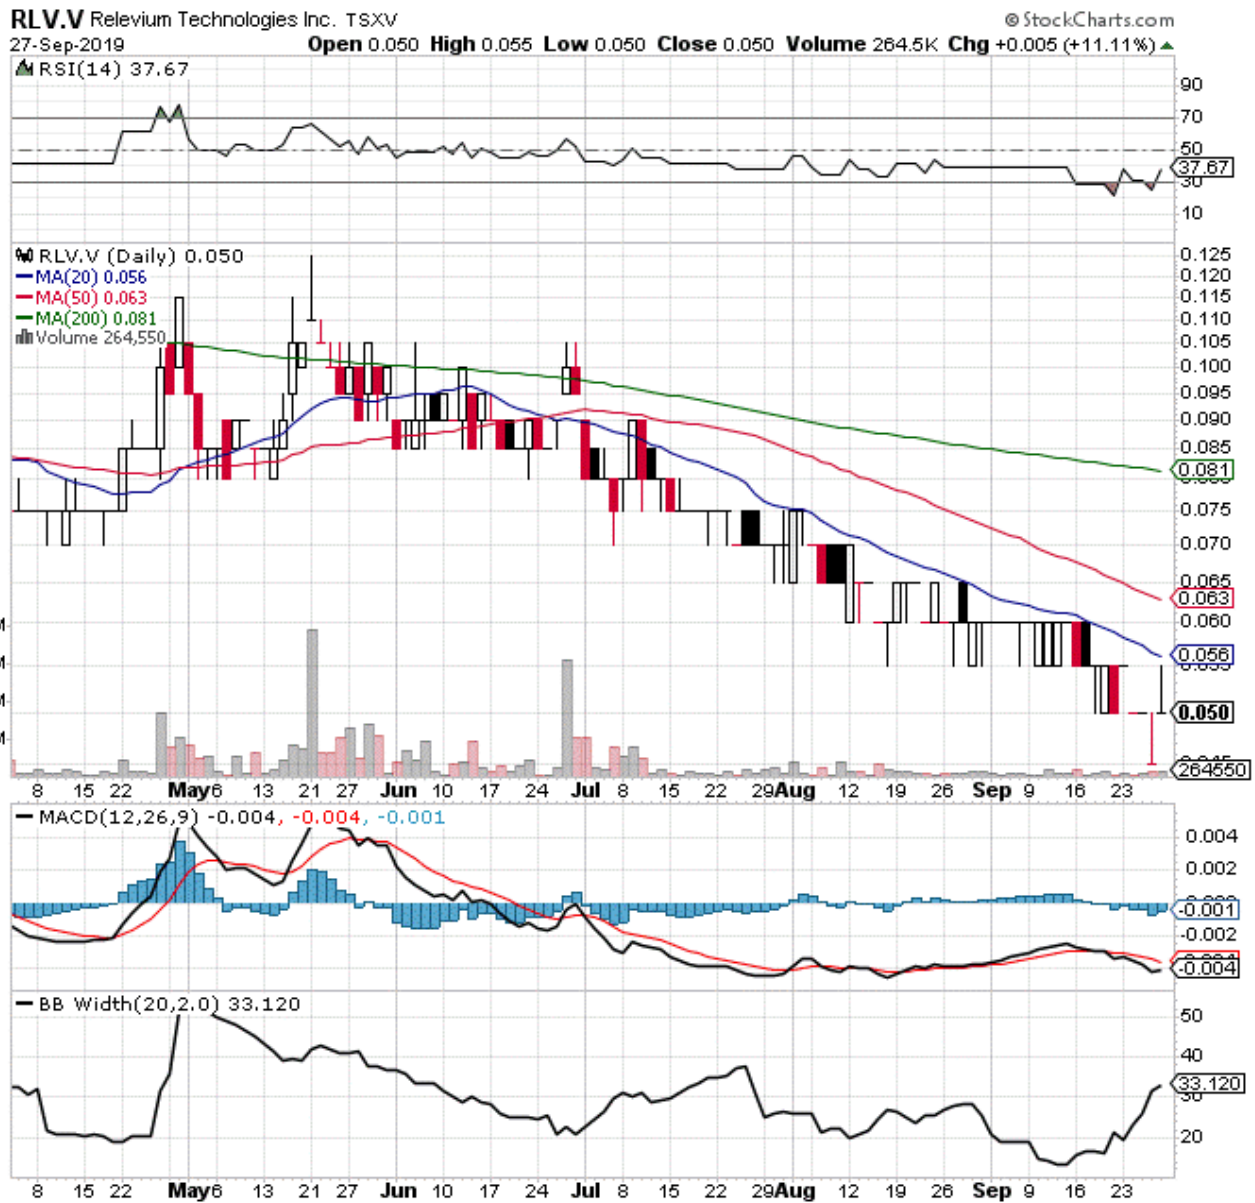 RLV.V Relevium Technologies Inc. TSXV © StockCharts.com
27-Sep-2019 Open 0.050 High 0.055 Low 0.050 Close 0.050 Volume 264.5K Chg +0.005 (+11.11%)
RSI(14) 37.67
90
70
50
37.67
30
10
RLV.V (Daily) 0.050
MA(20) 0.056
MA(50) 0.063
MA(200) 0.081
Volume 264,550
0.125
0.120
0.115
0.110
0.105
0.100
0.095
0.090
0.085
0.081
0.075
0.070
0.065
0.063
0.060
0.056
0.055
0.050
264550
M
M
M
M
8 15 22 May 6 13 21 27 Jun 10 17 24 Jul 8 15 22 29 Aug 12 19 26 Sep 9 16 23
MACD(12,26,9) -0.004, -0.004, -0.001
0.004
0.002
-0.001
-0.002
-0.004
BB Width(20,2.0) 33.120
50
40
33.120
30
20
8 15 22 May 6 13 21 27 Jun 10 17 24 Jul 8 15 22 29 Aug 12 19 26 Sep 9 16 23